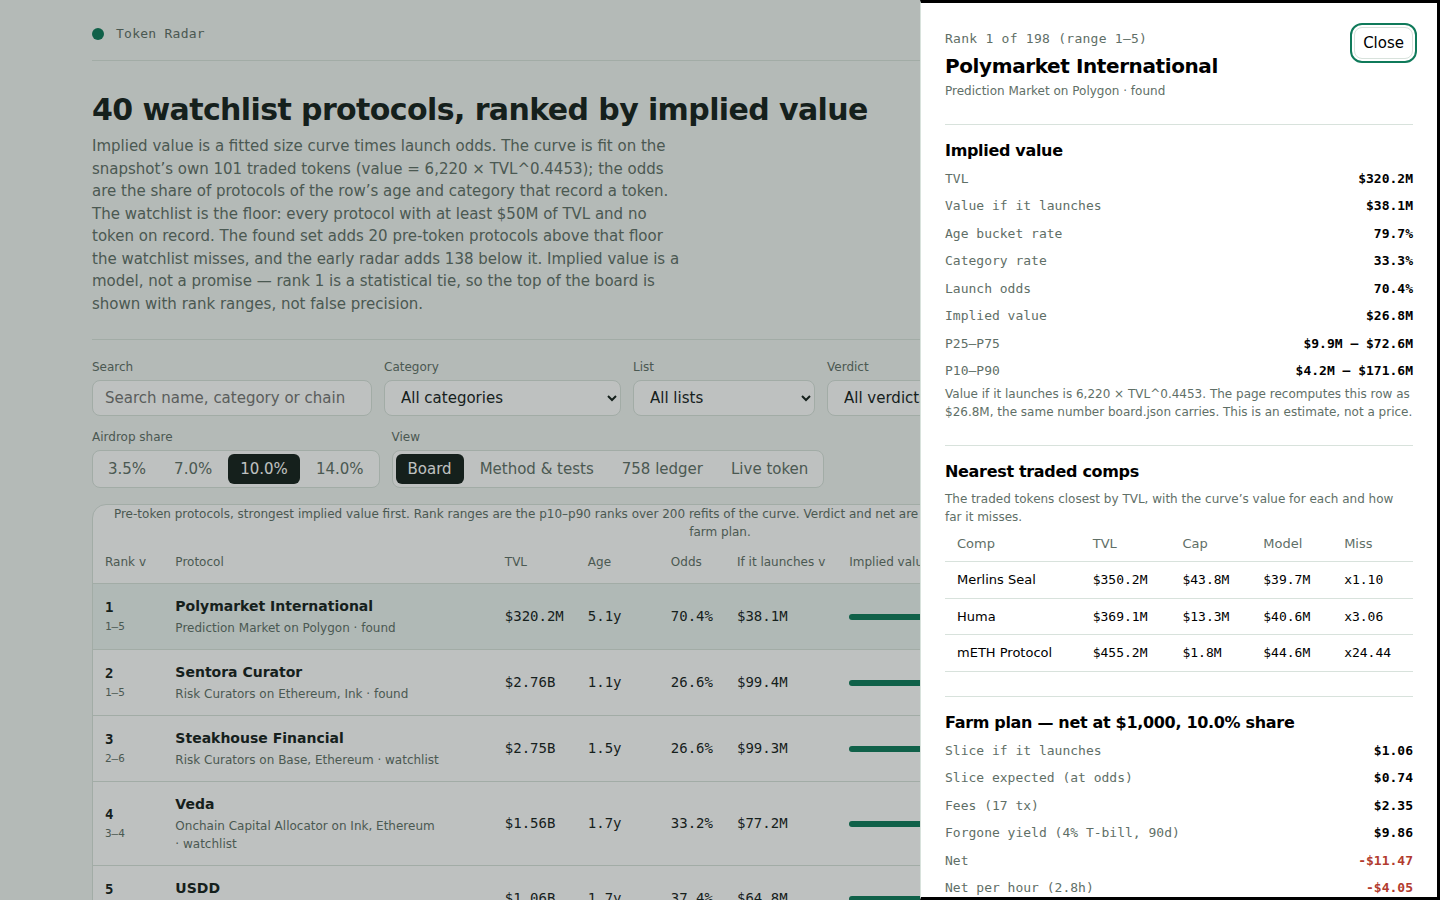 Token Radar
40 watchlist protocols, ranked by implied value
Implied value is a fitted size curve times launch odds. The curve is fit on the
snapshot’s own 101 traded tokens (value = 6,220 × TVL^0.4453); the odds
are the share of protocols of the row’s age and category that record a token.
The watchlist is the floor: every protocol with at least $50M of TVL and no
token on record. The found set adds 20 pre-token protocols above that floor
the watchlist misses, and the early radar adds 138 below it. Implied value is a
model, not a promise — rank 1 is a statistical tie, so the top of the board is
shown with rank ranges, not false precision.
Search Category List Verdict
Search name, category or chain All categories All lists All verdict
Airdrop share View
3.5% 7.0% 10.0% 14.0% Board Method & tests 758 ledger Live token
Pre-token protocols, strongest implied value first. Rank ranges are the p10–p90 ranks over 200 refits of the curve. Verdict and net are
farm plan.
Rank v Protocol TVL Age Odds If it launches v Implied valu
1 Polymarket International $320.2M 5.1y 70.4% $38.1M
1–5 Prediction Market on Polygon · found
2 Sentora Curator $2.76B 1.1y 26.6% $99.4M
1–5 Risk Curators on Ethereum, Ink · found
3 Steakhouse Financial $2.75B 1.5y 26.6% $99.3M
2–6 Risk Curators on Base, Ethereum · watchlist
4 Veda $1.56B 1.7y 33.2% $77.2M
3–4 Onchain Capital Allocator on Ink, Ethereum
· watchlist
5 USDD $1.06B 1.7y 37.4% $64.8M
Rank 1 of 198 (range 1–5)
Close
Polymarket International
Prediction Market on Polygon · found
Implied value
TVL $320.2M
Value if it launches $38.1M
Age bucket rate 79.7%
Category rate 33.3%
Launch odds 70.4%
Implied value $26.8M
P25–P75 $9.9M – $72.6M
P10–P90 $4.2M – $171.6M
Value if it launches is 6,220 × TVL^0.4453. The page recomputes this row as
$26.8M, the same number board.json carries. This is an estimate, not a price.
Nearest traded comps
The traded tokens closest by TVL, with the curve’s value for each and how
far it misses.
Comp TVL Cap Model Miss
Merlins Seal $350.2M $43.8M $39.7M x1.10
Huma $369.1M $13.3M $40.6M x3.06
mETH Protocol $455.2M $1.8M $44.6M x24.44
Farm plan — net at $1,000, 10.0% share
Slice if it launches $1.06
Slice expected (at odds) $0.74
Fees (17 tx) $2.35
Forgone yield (4% T-bill, 90d) $9.86
Net -$11.47
Net per hour (2.8h) -$4.05